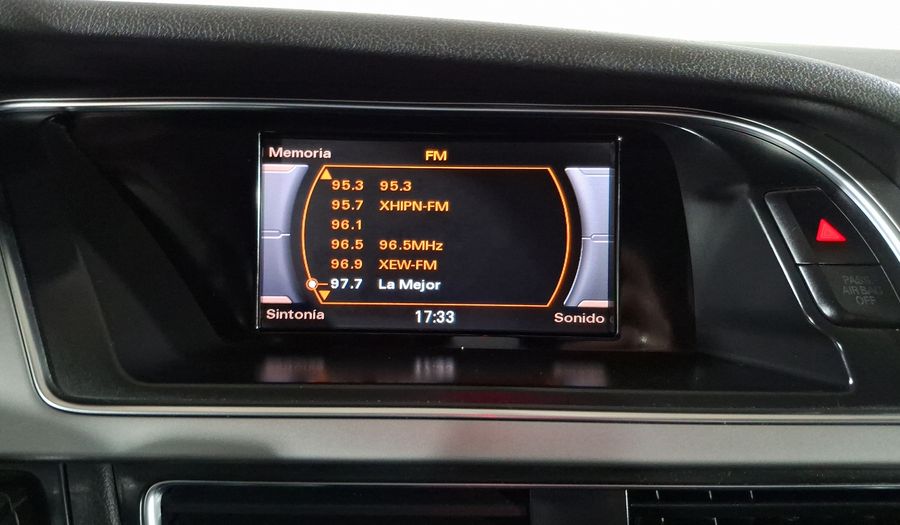 Memoria FM
95.3 95.3
95.7 XHIPN-FM
96.1
96.5 96.5MHz
96.9 XEW-FM
97.7 La Mejor
Sintonía 17:33 Sonido
PASS
AIR BAG
OFF